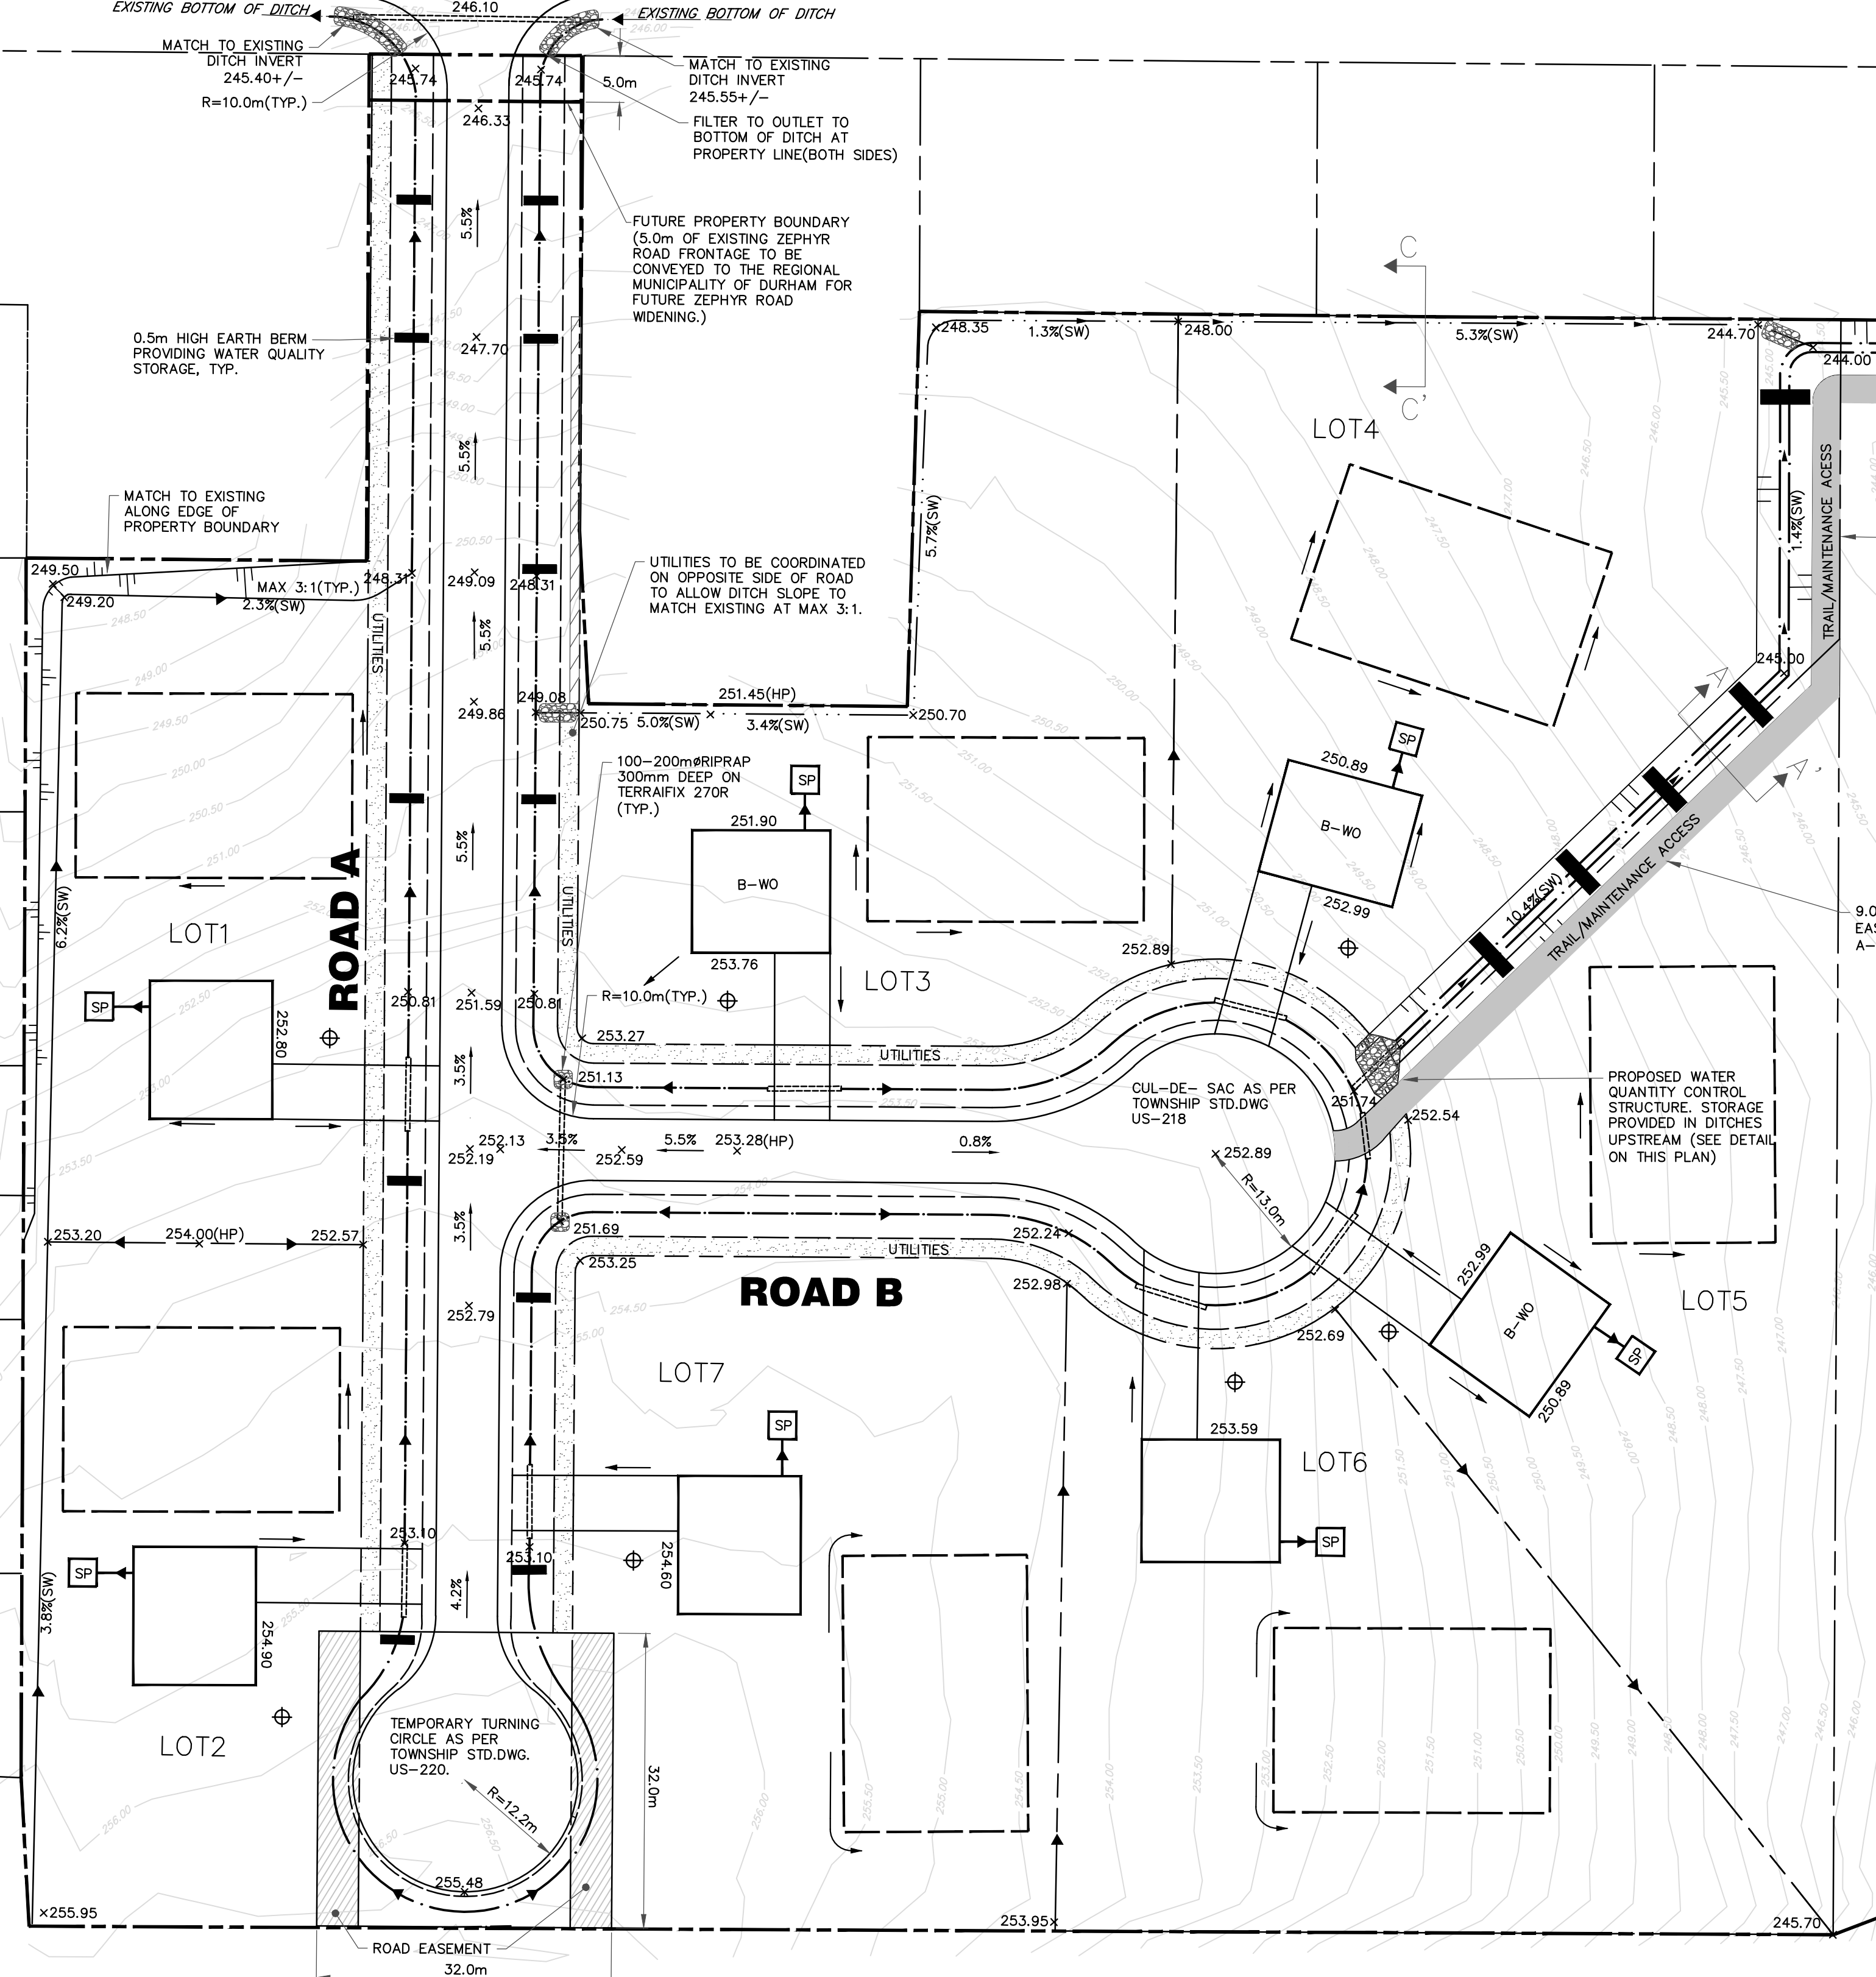 EXISTING BOTTOM OF DITCH
246.10
EXISTING BOTTOM OF DITCH
MATCH TO EXISTING
DITCH INVERT
245.40+/-
R=10.0m(TYP.)
245.74
245.74
5.0m
246.33
MATCH TO EXISTING
DITCH INVERT
245.55+/-
FILTER TO OUTLET TO
BOTTOM OF DITCH AT
PROPERTY LINE(BOTH SIDES)
5.5%
FUTURE PROPERTY BOUNDARY
(5.0m OF EXISTING ZEPHYR
ROAD FRONTAGE TO BE
CONVEYED TO THE REGIONAL
MUNICIPALITY OF DURHAM FOR
FUTURE ZEPHYR ROAD
WIDENING.)
C
C'
0.5m HIGH EARTH BERM
PROVIDING WATER QUALITY
STORAGE, TYP.
247.70
248.35
1.3%(SW)
248.00
5.3%(SW)
244.70
244.00
LOT4
5.5%
5.7%(SW)
1.4%(SW)
TRAIL/MAINTENANCE ACESS
MATCH TO EXISTING
ALONG EDGE OF
PROPERTY BOUNDARY
249.50
249.20
MAX 3:1(TYP.)
2.3%(SW)
248.31
249.09
248.31
UTILITIES TO BE COORDINATED
ON OPPOSITE SIDE OF ROAD
TO ALLOW DITCH SLOPE TO
MATCH EXISTING AT MAX 3:1.
UTILITIES
5.5%
245.00
249.08
249.86
250.75
5.0%(SW)
251.45(HP)
3.4%(SW)
250.70
A
A'
100-200møRIPRAP
300mm DEEP ON
TERRAIFIX 270R
(TYP.)
SP
251.90
B-WO
253.76
SP
250.89
B-WO
252.99
5.5%
6.2%(SW)
ROAD A
LOT1
UTILITIES
LOT3
252.89
10.4%(SW)
TRAIL/MAINTENANCE ACCESS
9.0
EAS
A-
SP
252.80
250.81
251.59
250.81
R=10.0m(TYP.)
253.27
UTILITIES
3.5%
251.13
CUL-DE- SAC AS PER
TOWNSHIP STD.DWG
US-218
251.74
252.54
PROPOSED WATER
QUANTITY CONTROL
STRUCTURE. STORAGE
PROVIDED IN DITCHES
UPSTREAM (SEE DETAIL
ON THIS PLAN)
252.13
252.19
3.5%
252.59
5.5%
253.28(HP)
0.8%
252.89
R=13.0m
3.5%
253.20
254.00(HP)
252.57
251.69
253.25
UTILITIES
252.24
252.98
252.79
ROAD B
252.69
252.99
B-WO
250.89
SP
LOT5
LOT7
SP
254.60
253.59
LOT6
SP
253.10
253.10
SP
254.90
3.8%(SW)
4.2%
LOT2
TEMPORARY TURNING
CIRCLE AS PER
TOWNSHIP STD.DWG.
US-220.
R=12.2m
32.0m
255.48
255.95
253.95
245.70
ROAD EASEMENT
32.0m